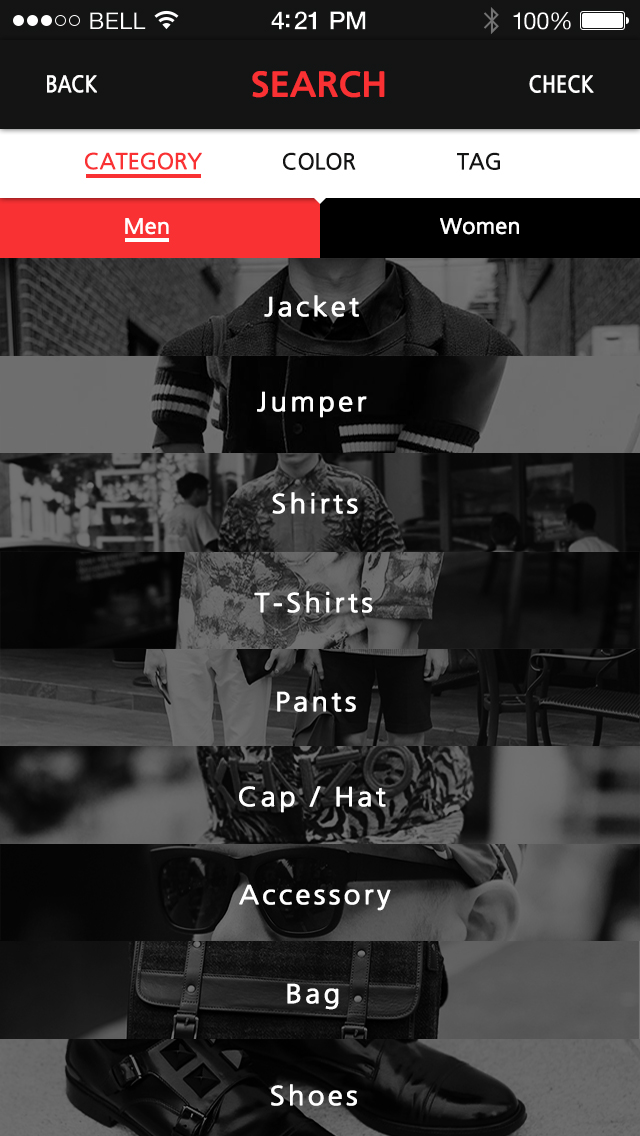 BELL 4:21 PM 100%
BACK SEARCH CHECK
CATEGORY COLOR TAG
Men Women
Jacket
Jumper
Shirts
T-Shirts
Pants
Cap / Hat
Accessory
Bag
Shoes